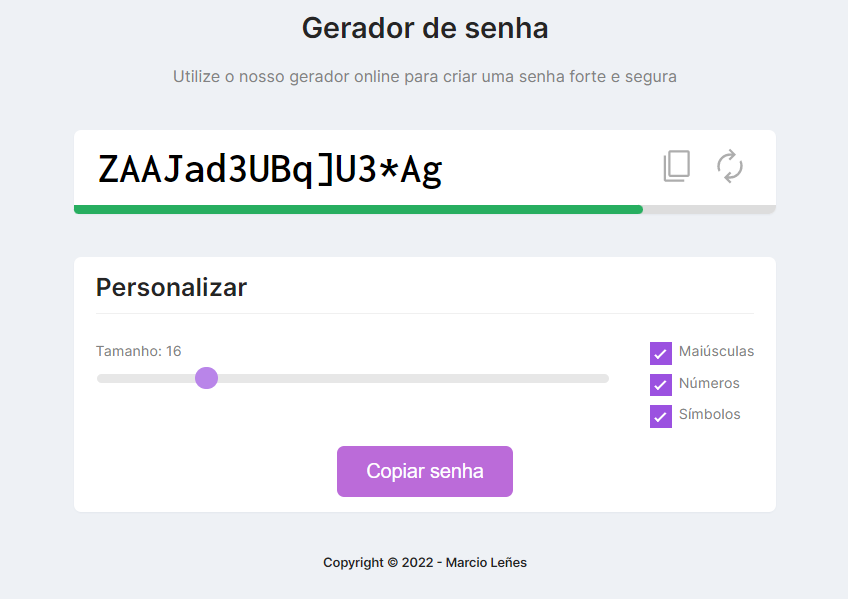 Gerador de senha
Utilize o nosso gerador online para criar uma senha forte e segura
ZAAJad3UBq]U3*Ag
Personalizar
Tamanho: 16
Maiúsculas
Números
Símbolos
Copiar senha
Copyright © 2022 - Marcio Leñes